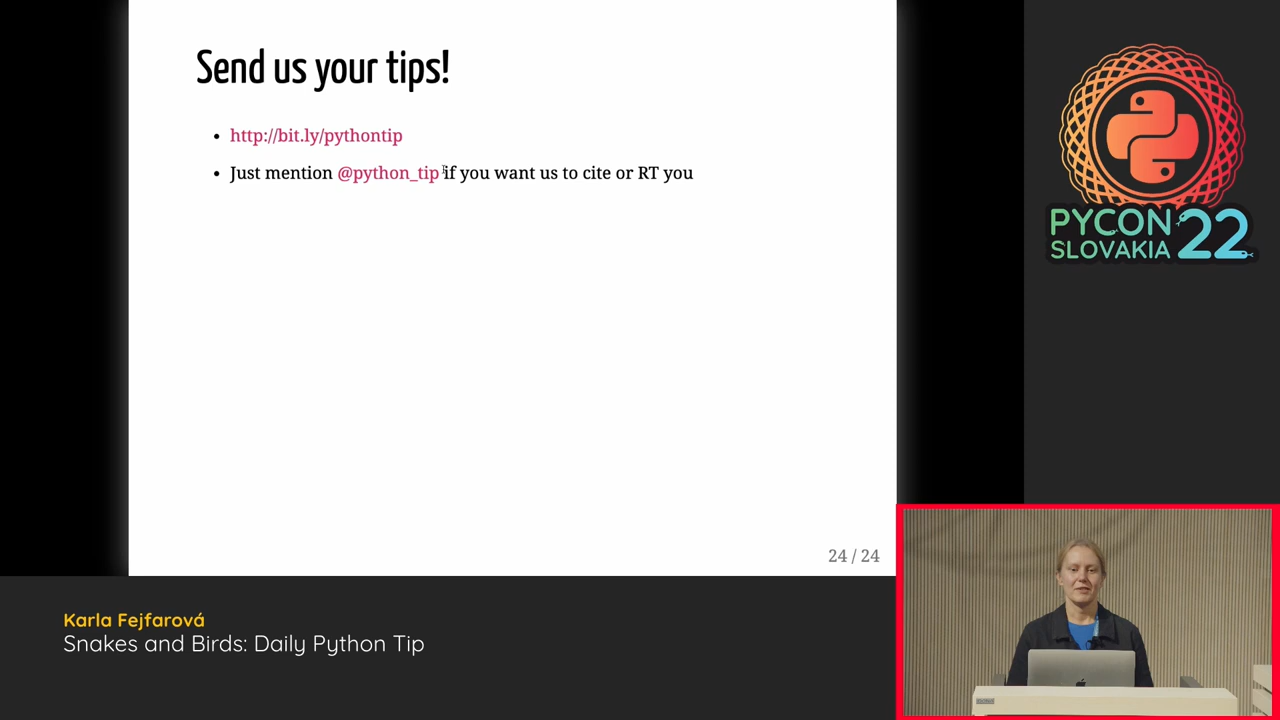 Send us your tips!
http://bit.ly/pythontip
Just mention @python_tip if you want us to cite or RT you
24 / 24
PYCON
SLOVAKIA 22
Karla Fejfarová
Snakes and Birds: Daily Python Tip